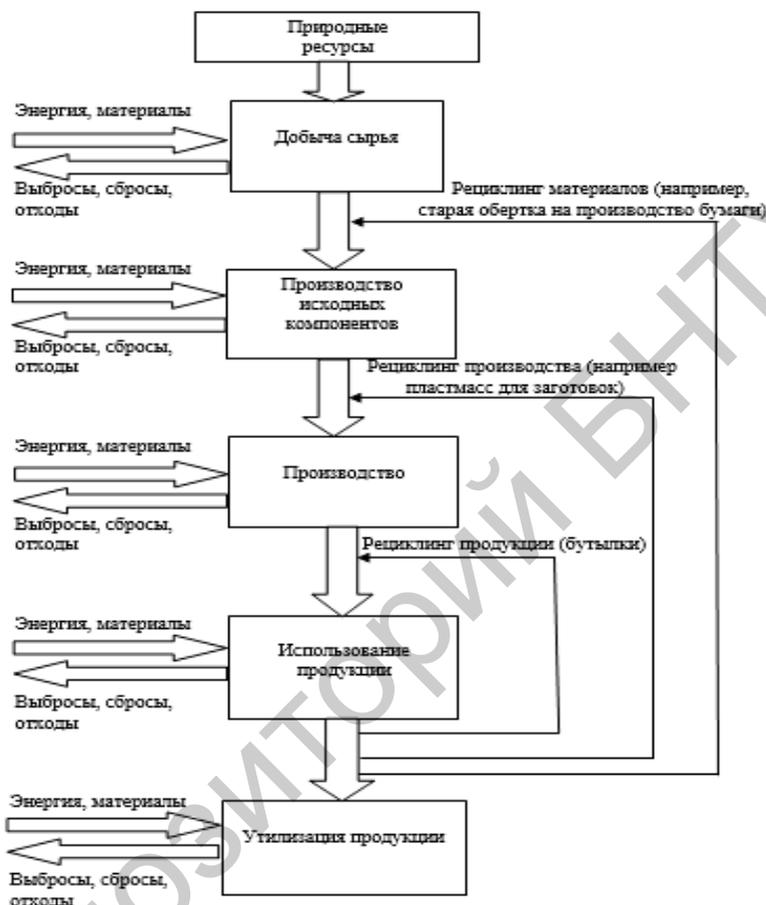 Природные
ресурсы
Энергия, материалы
Добыча сырья
Выбросы, сбросы,
отходы
Рециклинг материалов (например,
старая обертка на производство бумаги)
Энергия, материалы
Производство
исходных
компонентов
Выбросы, сбросы,
отходы
Рециклинг производства (например
пластмасс для заготовок)
Энергия, материалы
Производство
Выбросы, сбросы,
отходы
Рециклинг продукции (бутылки)
Энергия, материалы
Использование
продукции
Выбросы, сбросы,
отходы
Энергия, материалы
Утилизация продукции
Выбросы, сбросы,
отходы